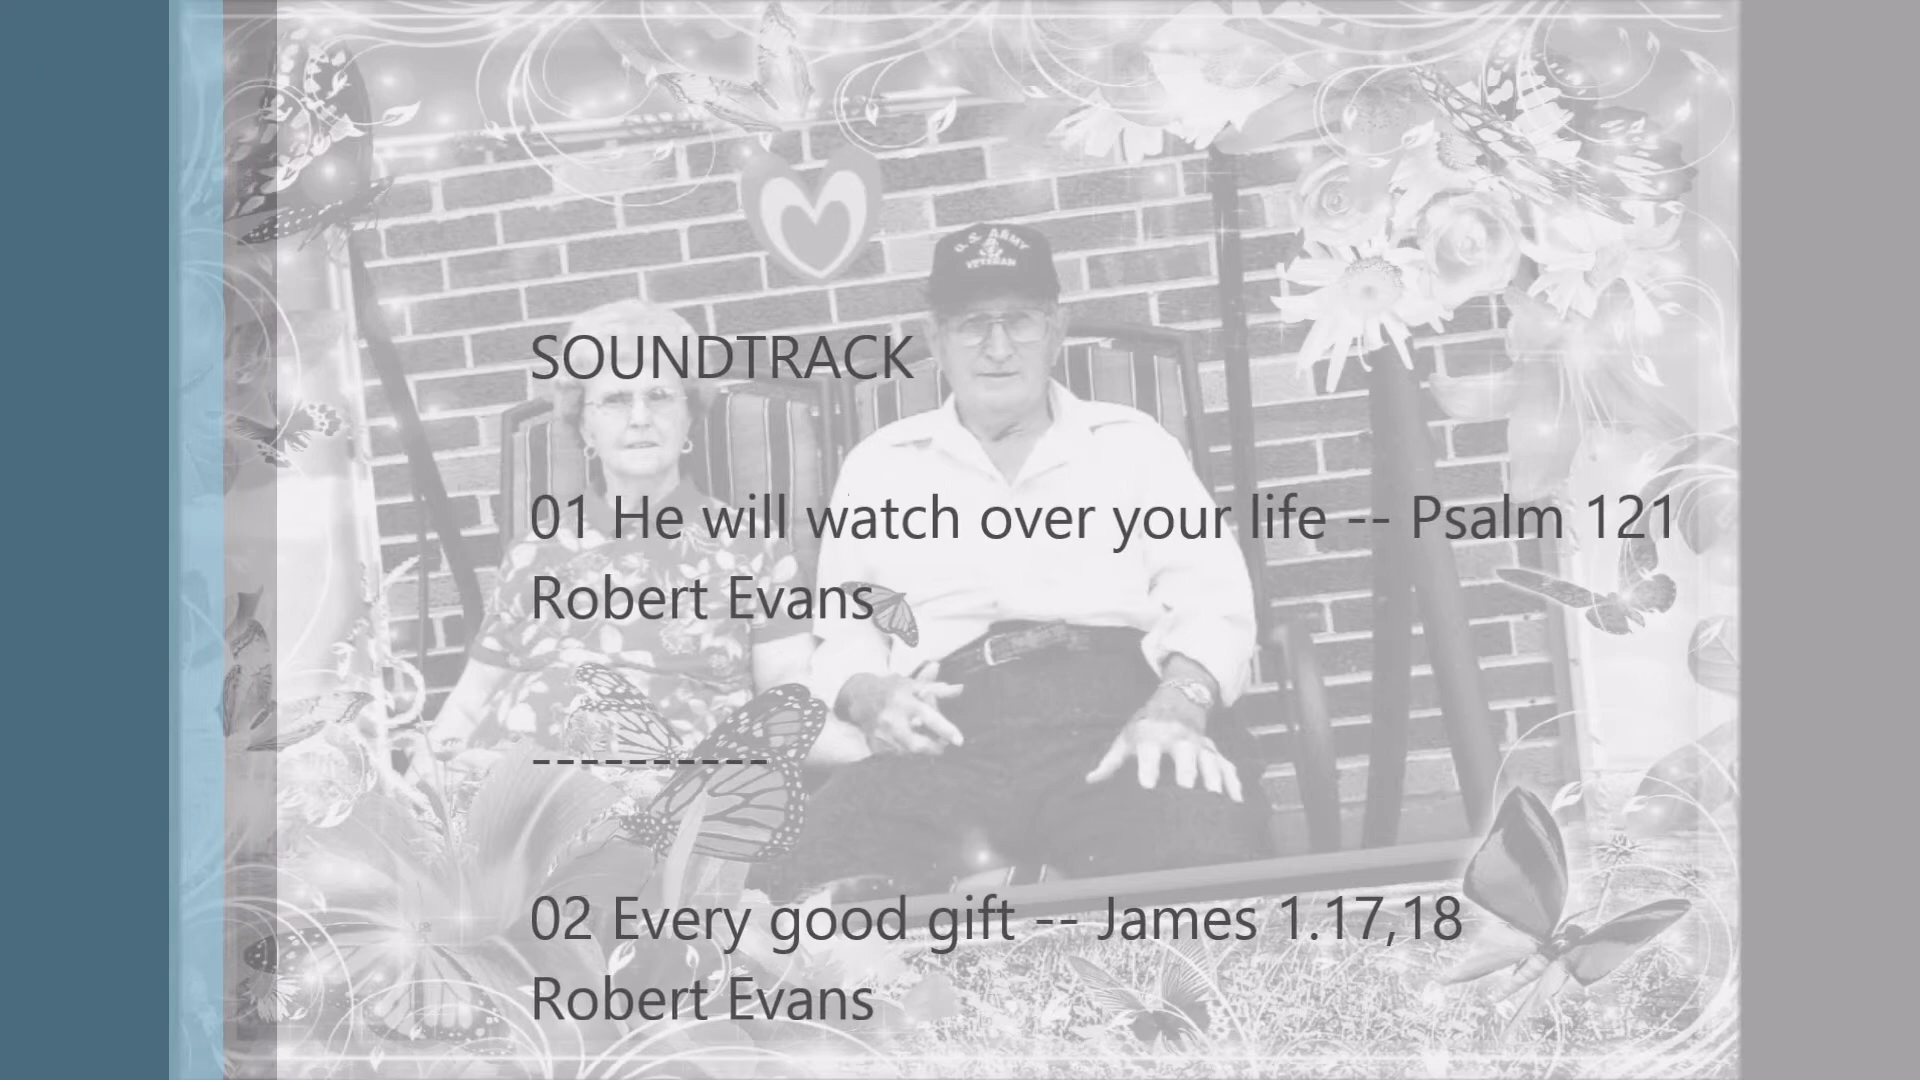 U.S. ARMY
VETERAN
SOUNDTRACK
01 He will watch over your life -- Psalm 121
Robert Evans
----------
02 Every good gift -- James 1.17,18
Robert Evans